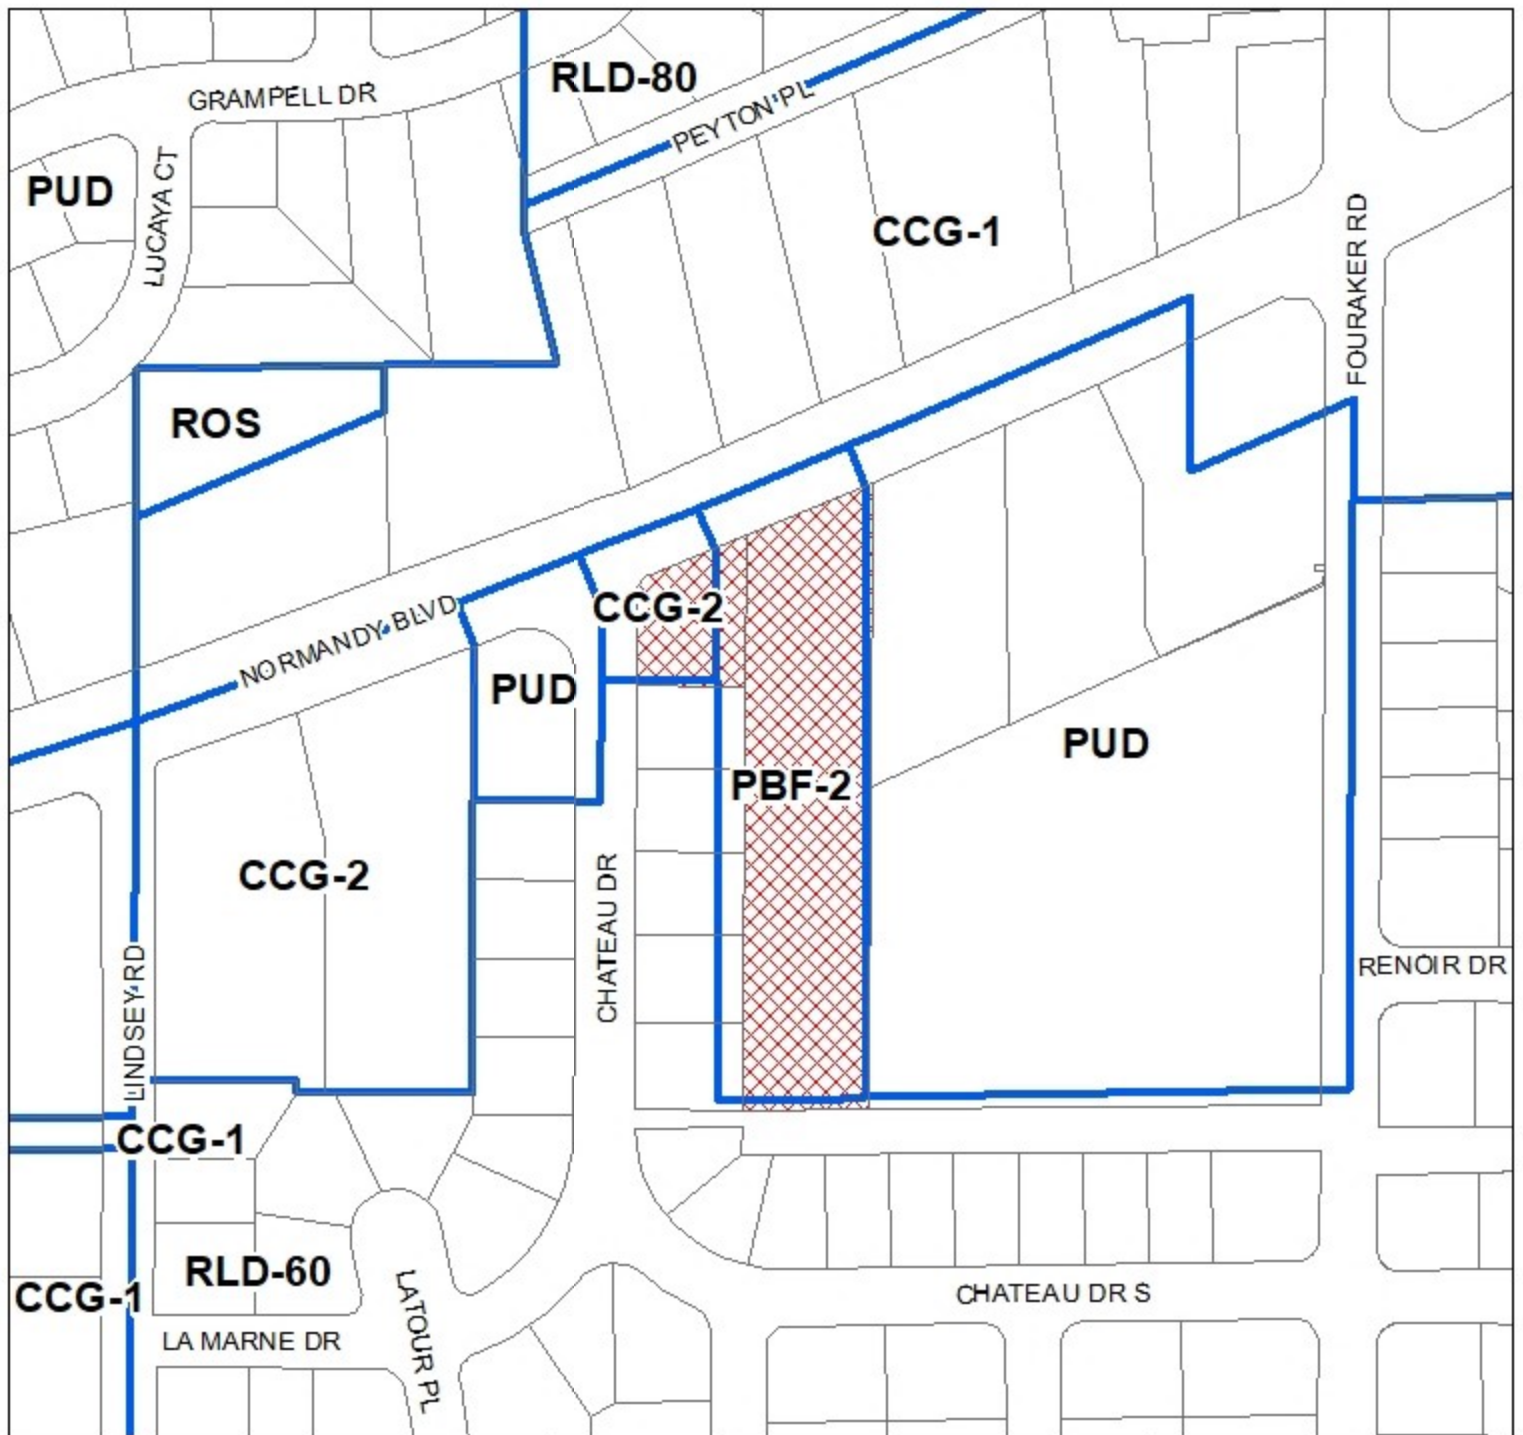 RLD-80
GRAMPELL DR
PEYTON PL
PUD
LUCAYA CT
CCG-1
FOURAKER RD
ROS
NORMANDY BLVD
CCG-2
PUD
PUD
PBF-2
CCG-2
CHATEAU DR
LINDSEY RD
RENOIR DR
CCG-1
RLD-60
CCG-1
LATOUR PL
CHATEAU DR S
LA MARNE DR